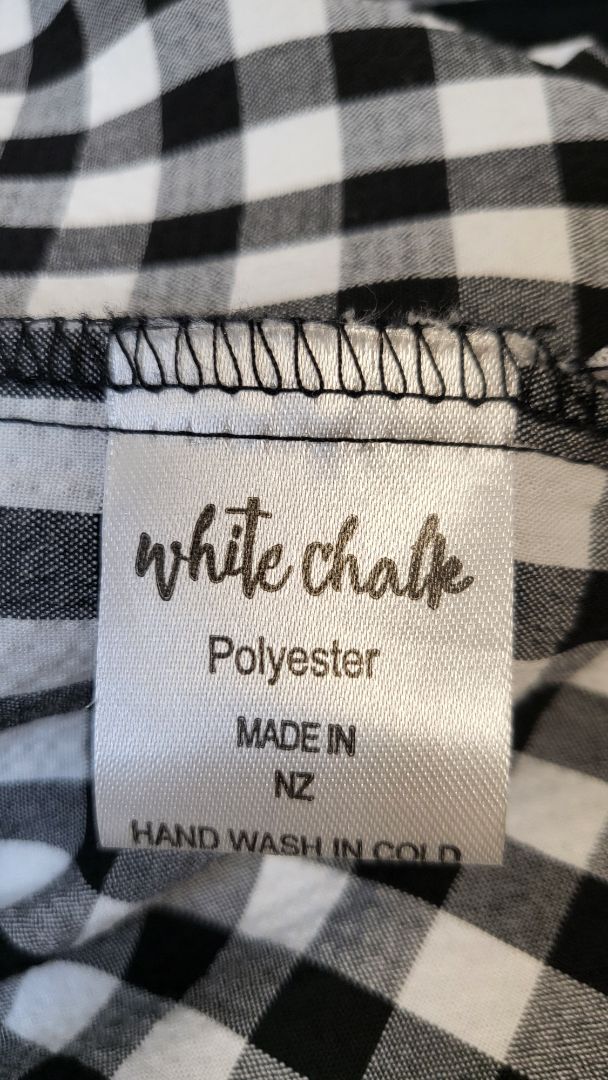 white chalk
Polyester
MADE IN
NZ
HAND WASH IN COLD